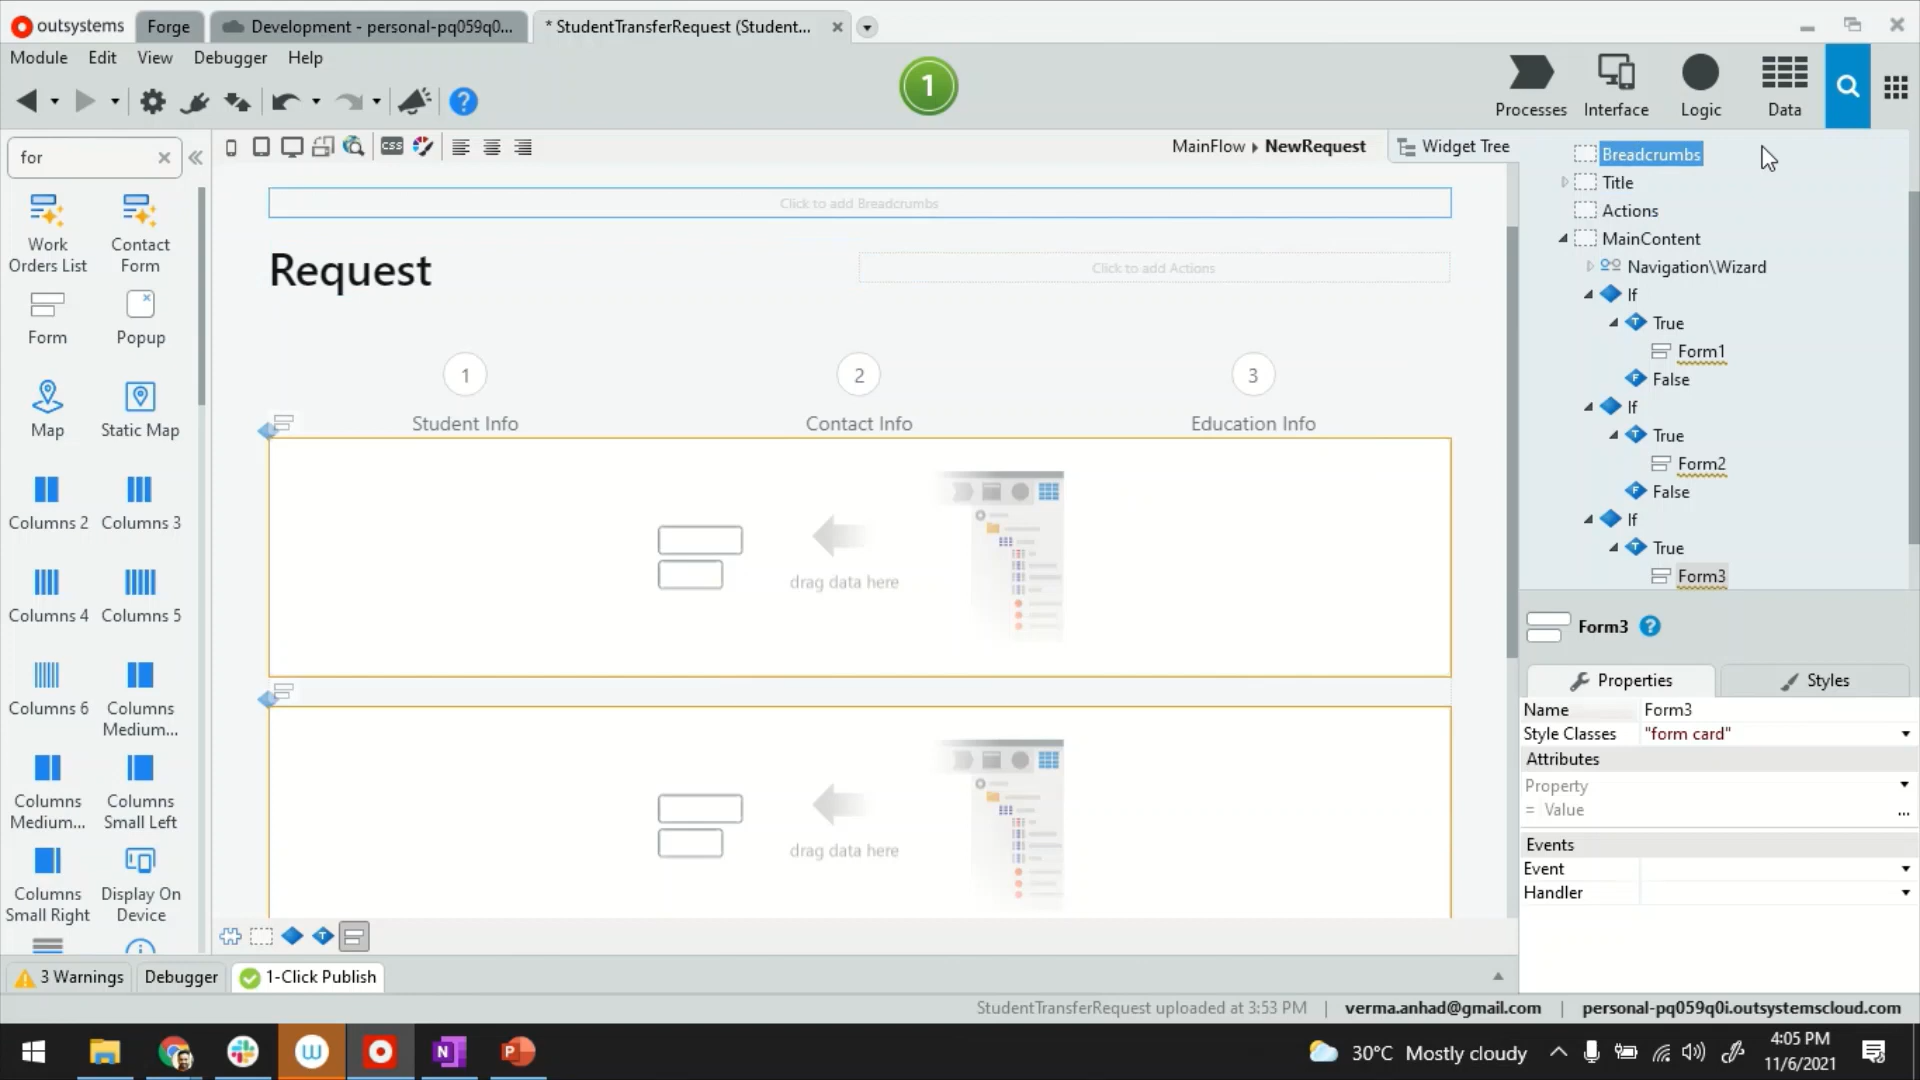 outsystems
Forge
Development - personal-pq059q0...
* StudentTransferRequest (Student...
Module
Edit
View
Debugger
Help
1
Processes
Interface
Logic
Data
for
CSS
MainFlow
NewRequest
Widget Tree
Work Orders List
Contact Form
Form
Popup
Map
Static Map
Columns 2
Columns 3
Columns 4
Columns 5
Columns 6
Columns Medium...
Columns Medium...
Columns Small Left
Columns Small Right
Display On Device
Click to add Breadcrumbs
Request
Click to add Actions
1
2
3
Student Info
Contact Info
Education Info
drag data here
drag data here
Breadcrumbs
Title
Actions
MainContent
Navigation\Wizard
If
True
Form1
False
If
True
Form2
False
If
True
Form3
Form3
Properties
Styles
Name
Form3
Style Classes
"form card"
Attributes
Property
= Value
...
Events
Event
Handler
3 Warnings
Debugger
1-Click Publish
StudentTransferRequest uploaded at 3:53 PM
verma.anhad@gmail.com
personal-pq059q0i.outsystemscloud.com
30°C Mostly cloudy
4:05 PM
11/6/2021